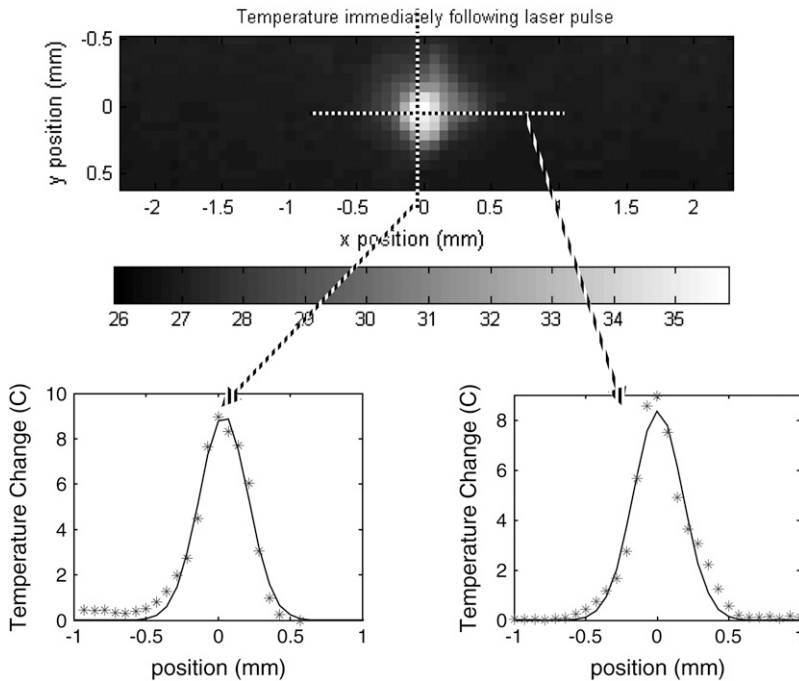 Temperature immediately following laser pulse
y position (mm)
-0.5
0
0.5
-2 -1.5 -1 -0.5 0 0.5 1 1.5 2
x position (mm)
26 27 28 29 30 31 32 33 34 35
Temperature Change (C)
10
8
6
4
2
0
-1 -0.5 0 0.5 1
position (mm)
Temperature Change (C)
8
6
4
2
0
-1 -0.5 0 0.5 1
position (mm)